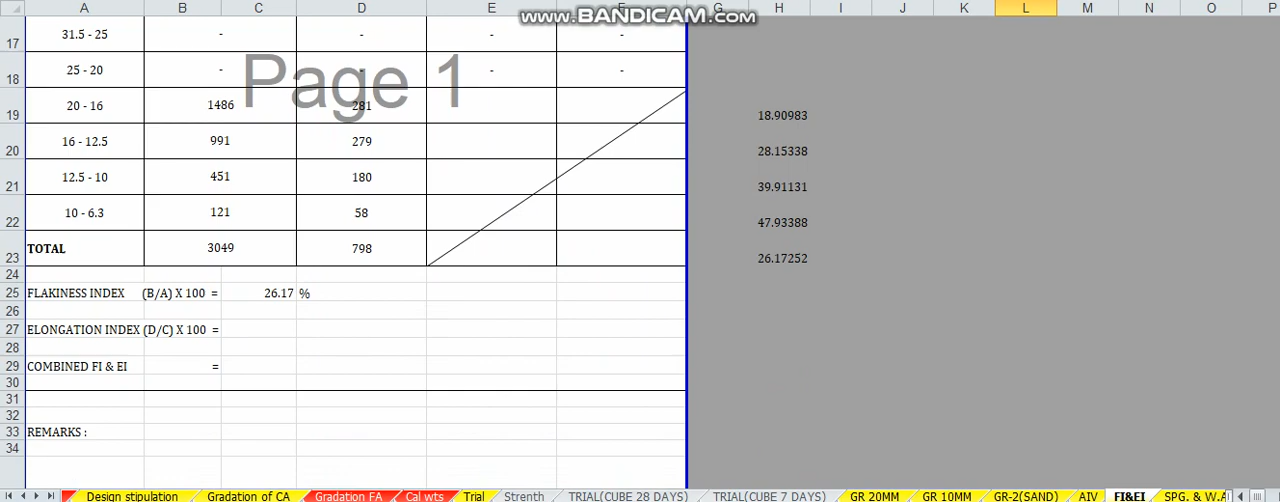 www.BANDICAM.com
A B C D E F G H I J K L M N O P
17 31.5 - 25 - - - -
18 25 - 20 - - - -
Page 1
19 20 - 16 1486 281 18.90983
20 16 - 12.5 991 279 28.15338
21 12.5 - 10 451 180 39.91131
22 10 - 6.3 121 58 47.93388
23 TOTAL 3049 798 26.17252
24
25 FLAKINESS INDEX (B/A) X 100 = 26.17 %
26
27 ELONGATION INDEX (D/C) X 100 =
28
29 COMBINED FI & EI =
30
31
32
33 REMARKS :
34
Design stipulation Gradation of CA Gradation FA Cal wts Trial Strenth TRIAL(CUBE 28 DAYS) TRIAL(CUBE 7 DAYS) GR 20MM GR 10MM GR-2(SAND) AIV FI&EI SPG. & W.A